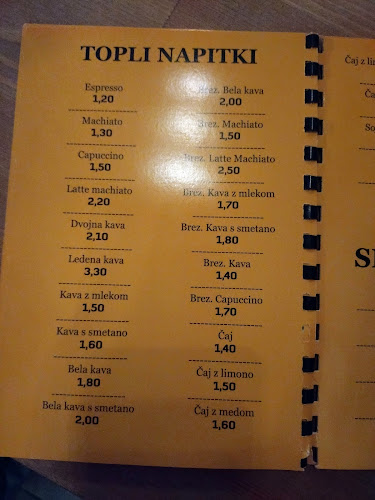 TOPLI NAPITKI
Espresso
1,20
Machiato
1,30
Capuccino
1,50
Latte machiato
2,20
Dvojna kava
2,10
Ledena kava
3,30
Kava z mlekom
1,50
Kava s smetano
1,60
Bela kava
1,80
Bela kava s smetano
2,00
Brez. Bela kava
2,00
Brez. Machiato
1,50
Brez. Latte Machiato
2,50
Brez. Kava z mlekom
1,70
Brez. Kava s smetano
1,80
Brez. Kava
1,40
Brez. Capuccino
1,70
Čaj
1,40
Čaj z limono
1,50
Čaj z medom
1,60
Čaj z lim